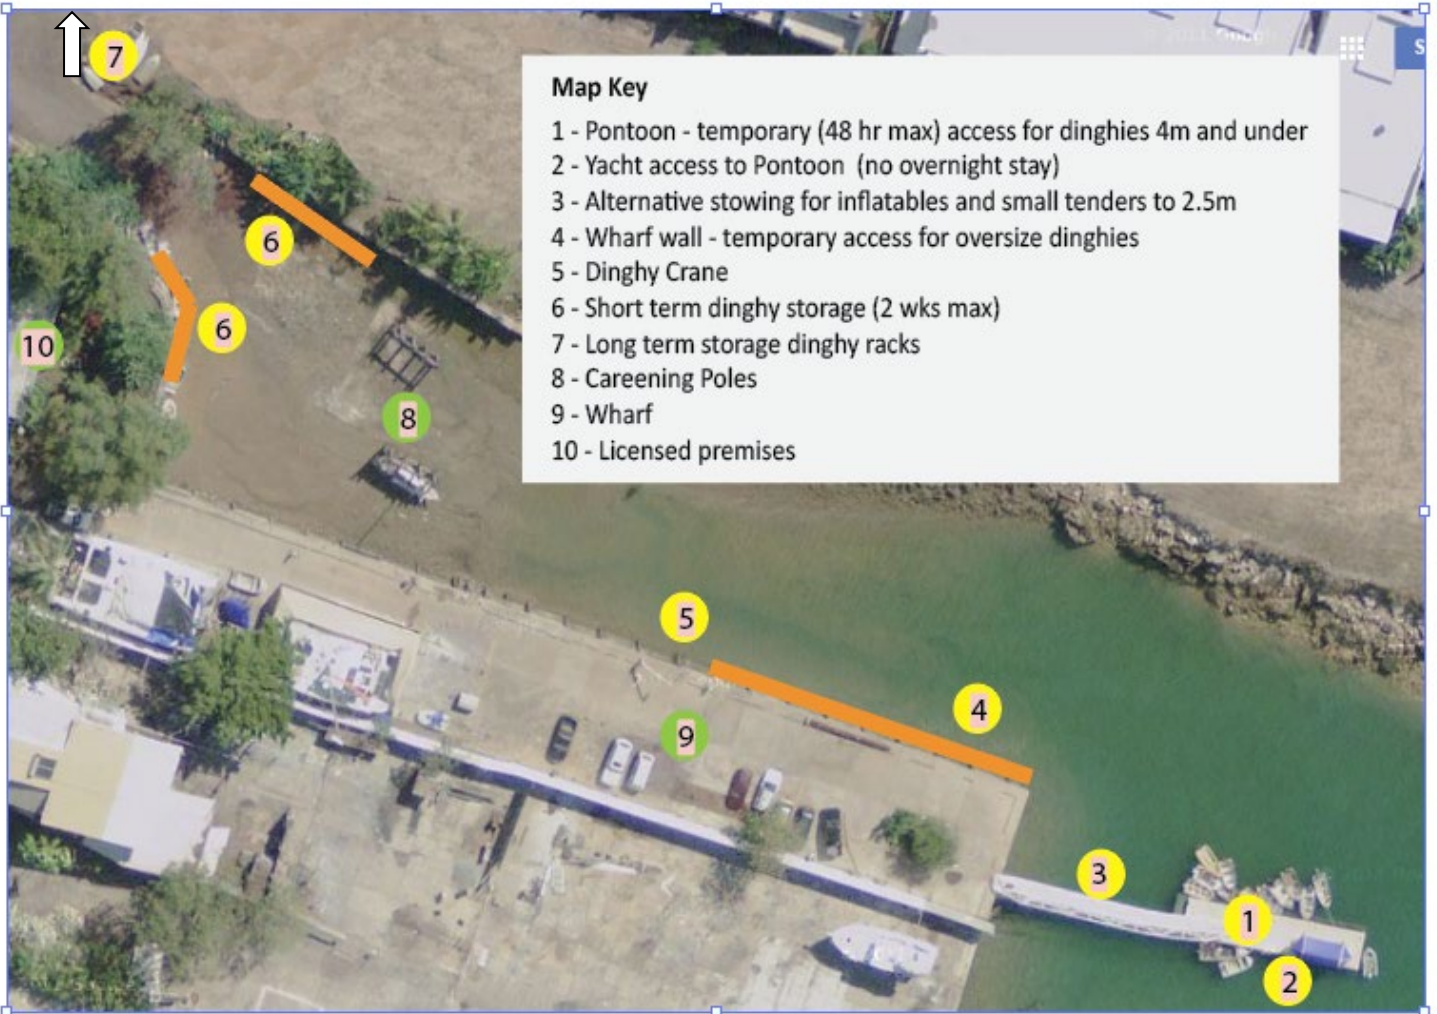 © 2011 Google
S
7
Map Key
1 - Pontoon - temporary (48 hr max) access for dinghies 4m and under
2 - Yacht access to Pontoon (no overnight stay)
3 - Alternative stowing for inflatables and small tenders to 2.5m
4 - Wharf wall - temporary access for oversize dinghies
5 - Dinghy Crane
6 - Short term dinghy storage (2 wks max)
7 - Long term storage dinghy racks
8 - Careening Poles
9 - Wharf
10 - Licensed premises
6
6
10
8
5
4
9
3
1
2